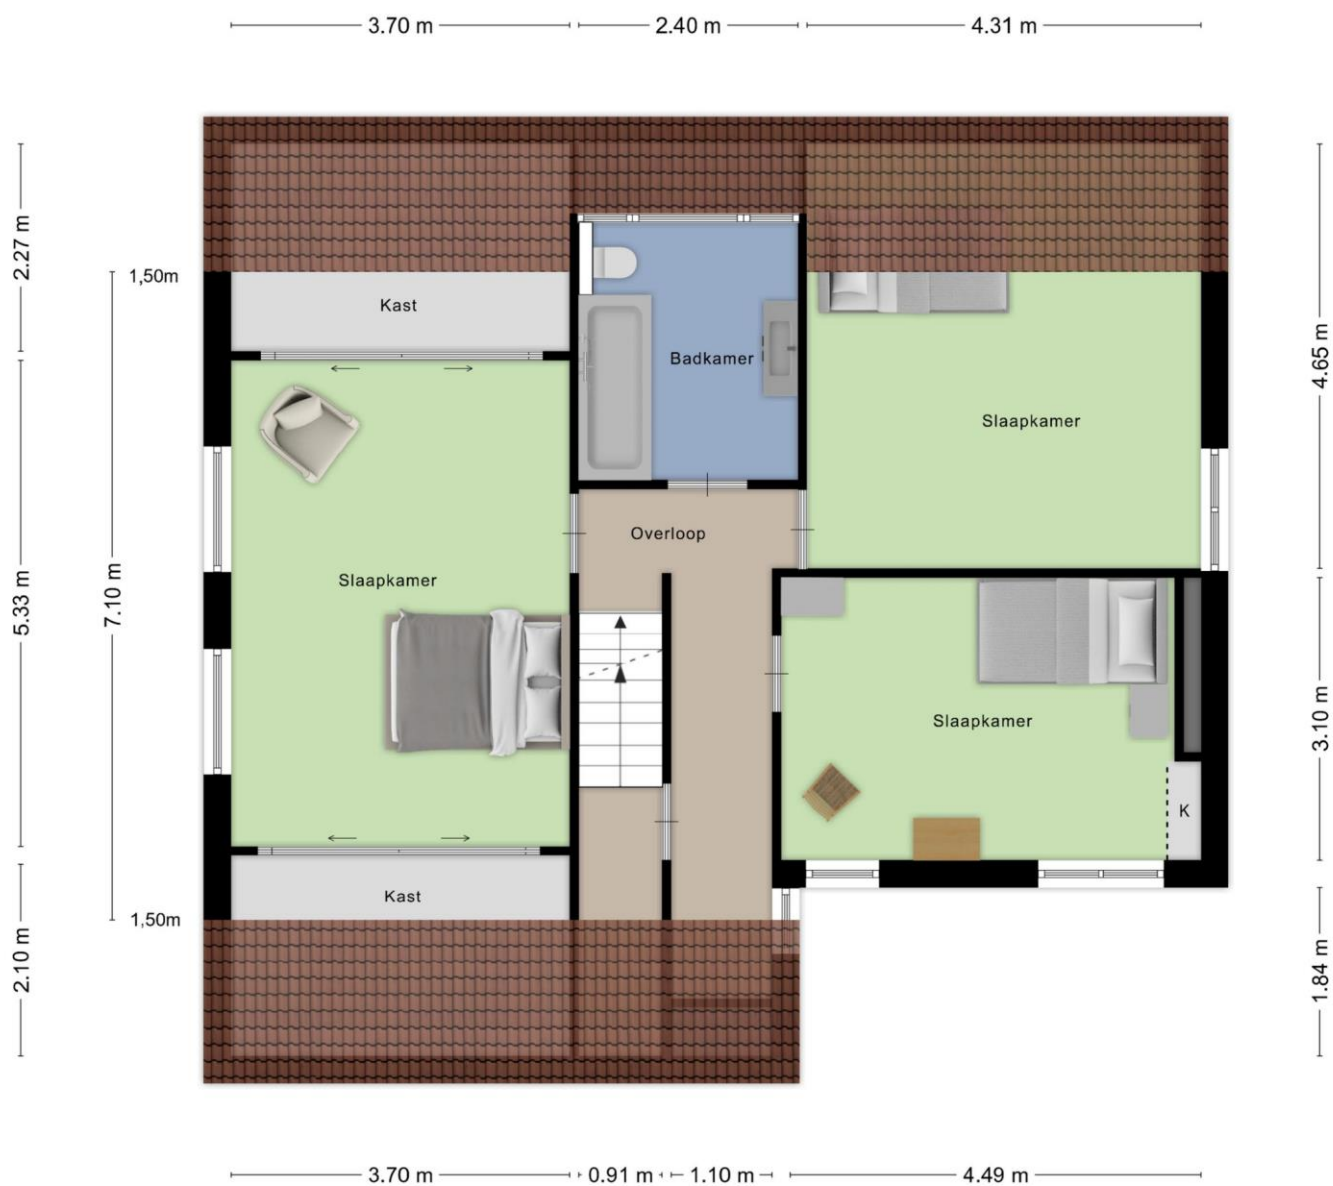 3.70 m
2.40 m
4.31 m
2.27 m
1,50m
Kast
4.65 m
Badkamer
Slaapkamer
Overloop
Slaapkamer
5.33 m
7.10 m
Slaapkamer
3.10 m
K
Kast
1,50m
2.10 m
1.84 m
3.70 m
0.91 m
1.10 m
4.49 m